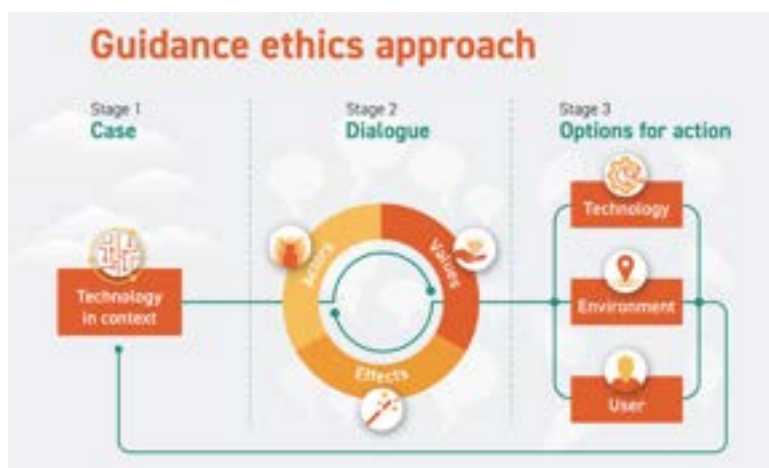 Guidance ethics approach
Stage 1
Case
Stage 2
Dialogue
Stage 3
Options for action
Technology
in context
Actors
Values
Effects
Technology
Environment
User